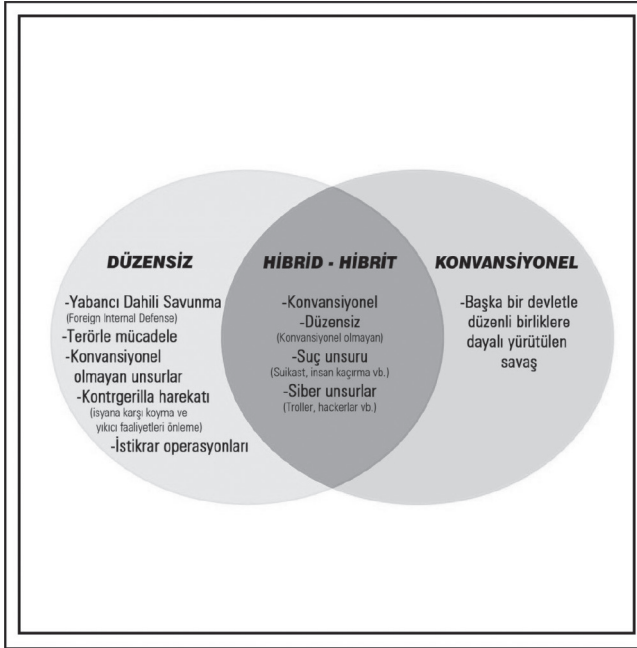 DÜZENSİZ
-Yabancı Dahili Savunma
(Foreign Internal Defense)
-Terörle mücadele
-Konvansiyonel
olmayan unsurlar
-Kontrgerilla harekatı
(isyana karşı koyma ve
yıkıcı faaliyetleri önleme)
-İstikrar operasyonları
HİBRİD - HİBRİT
-Konvansiyonel
-Düzensiz
(Konvansiyonel olmayan)
-Suç unsuru
(Suikast, insan kaçırma vb.)
-Siber unsurlar
(Troller, hackerlar vb.)
KONVANSİYONEL
-Başka bir devletle
düzenli birliklere
dayalı yürütülen
savaş